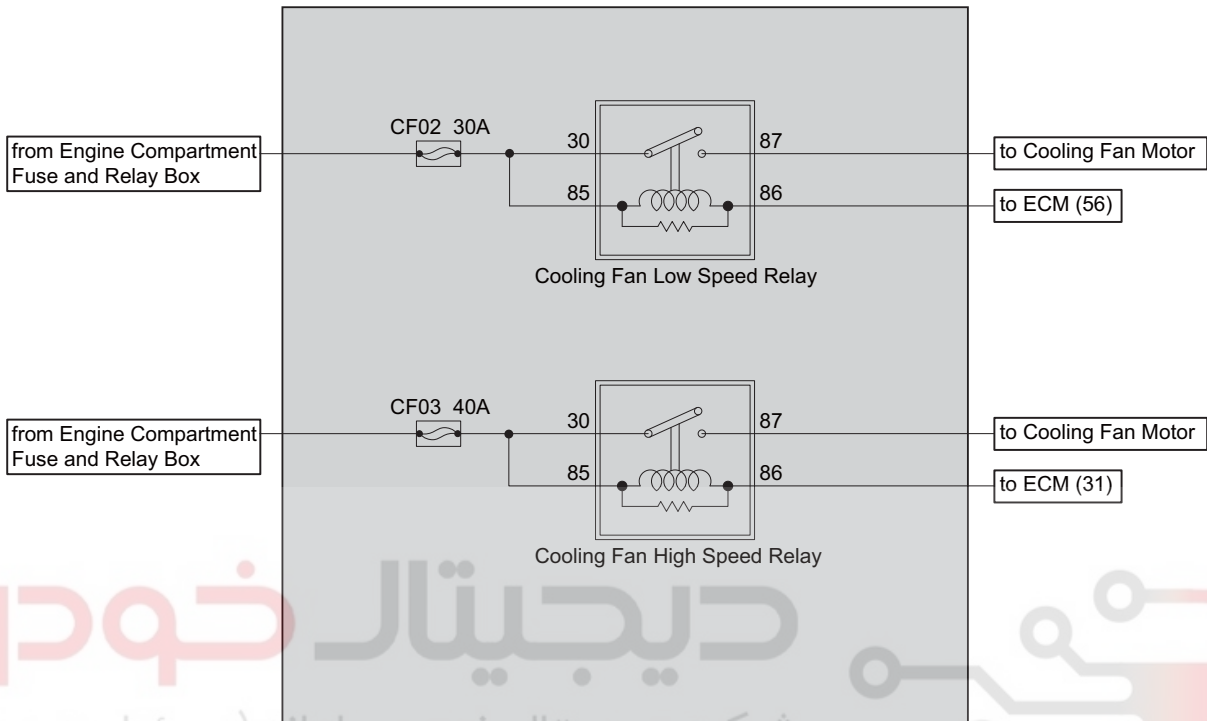 CF02 30A
from Engine Compartment
Fuse and Relay Box
30
87
to Cooling Fan Motor
85
86
to ECM (56)
Cooling Fan Low Speed Relay
CF03 40A
from Engine Compartment
Fuse and Relay Box
30
87
to Cooling Fan Motor
85
86
to ECM (31)
Cooling Fan High Speed Relay
دیجیتال خودر